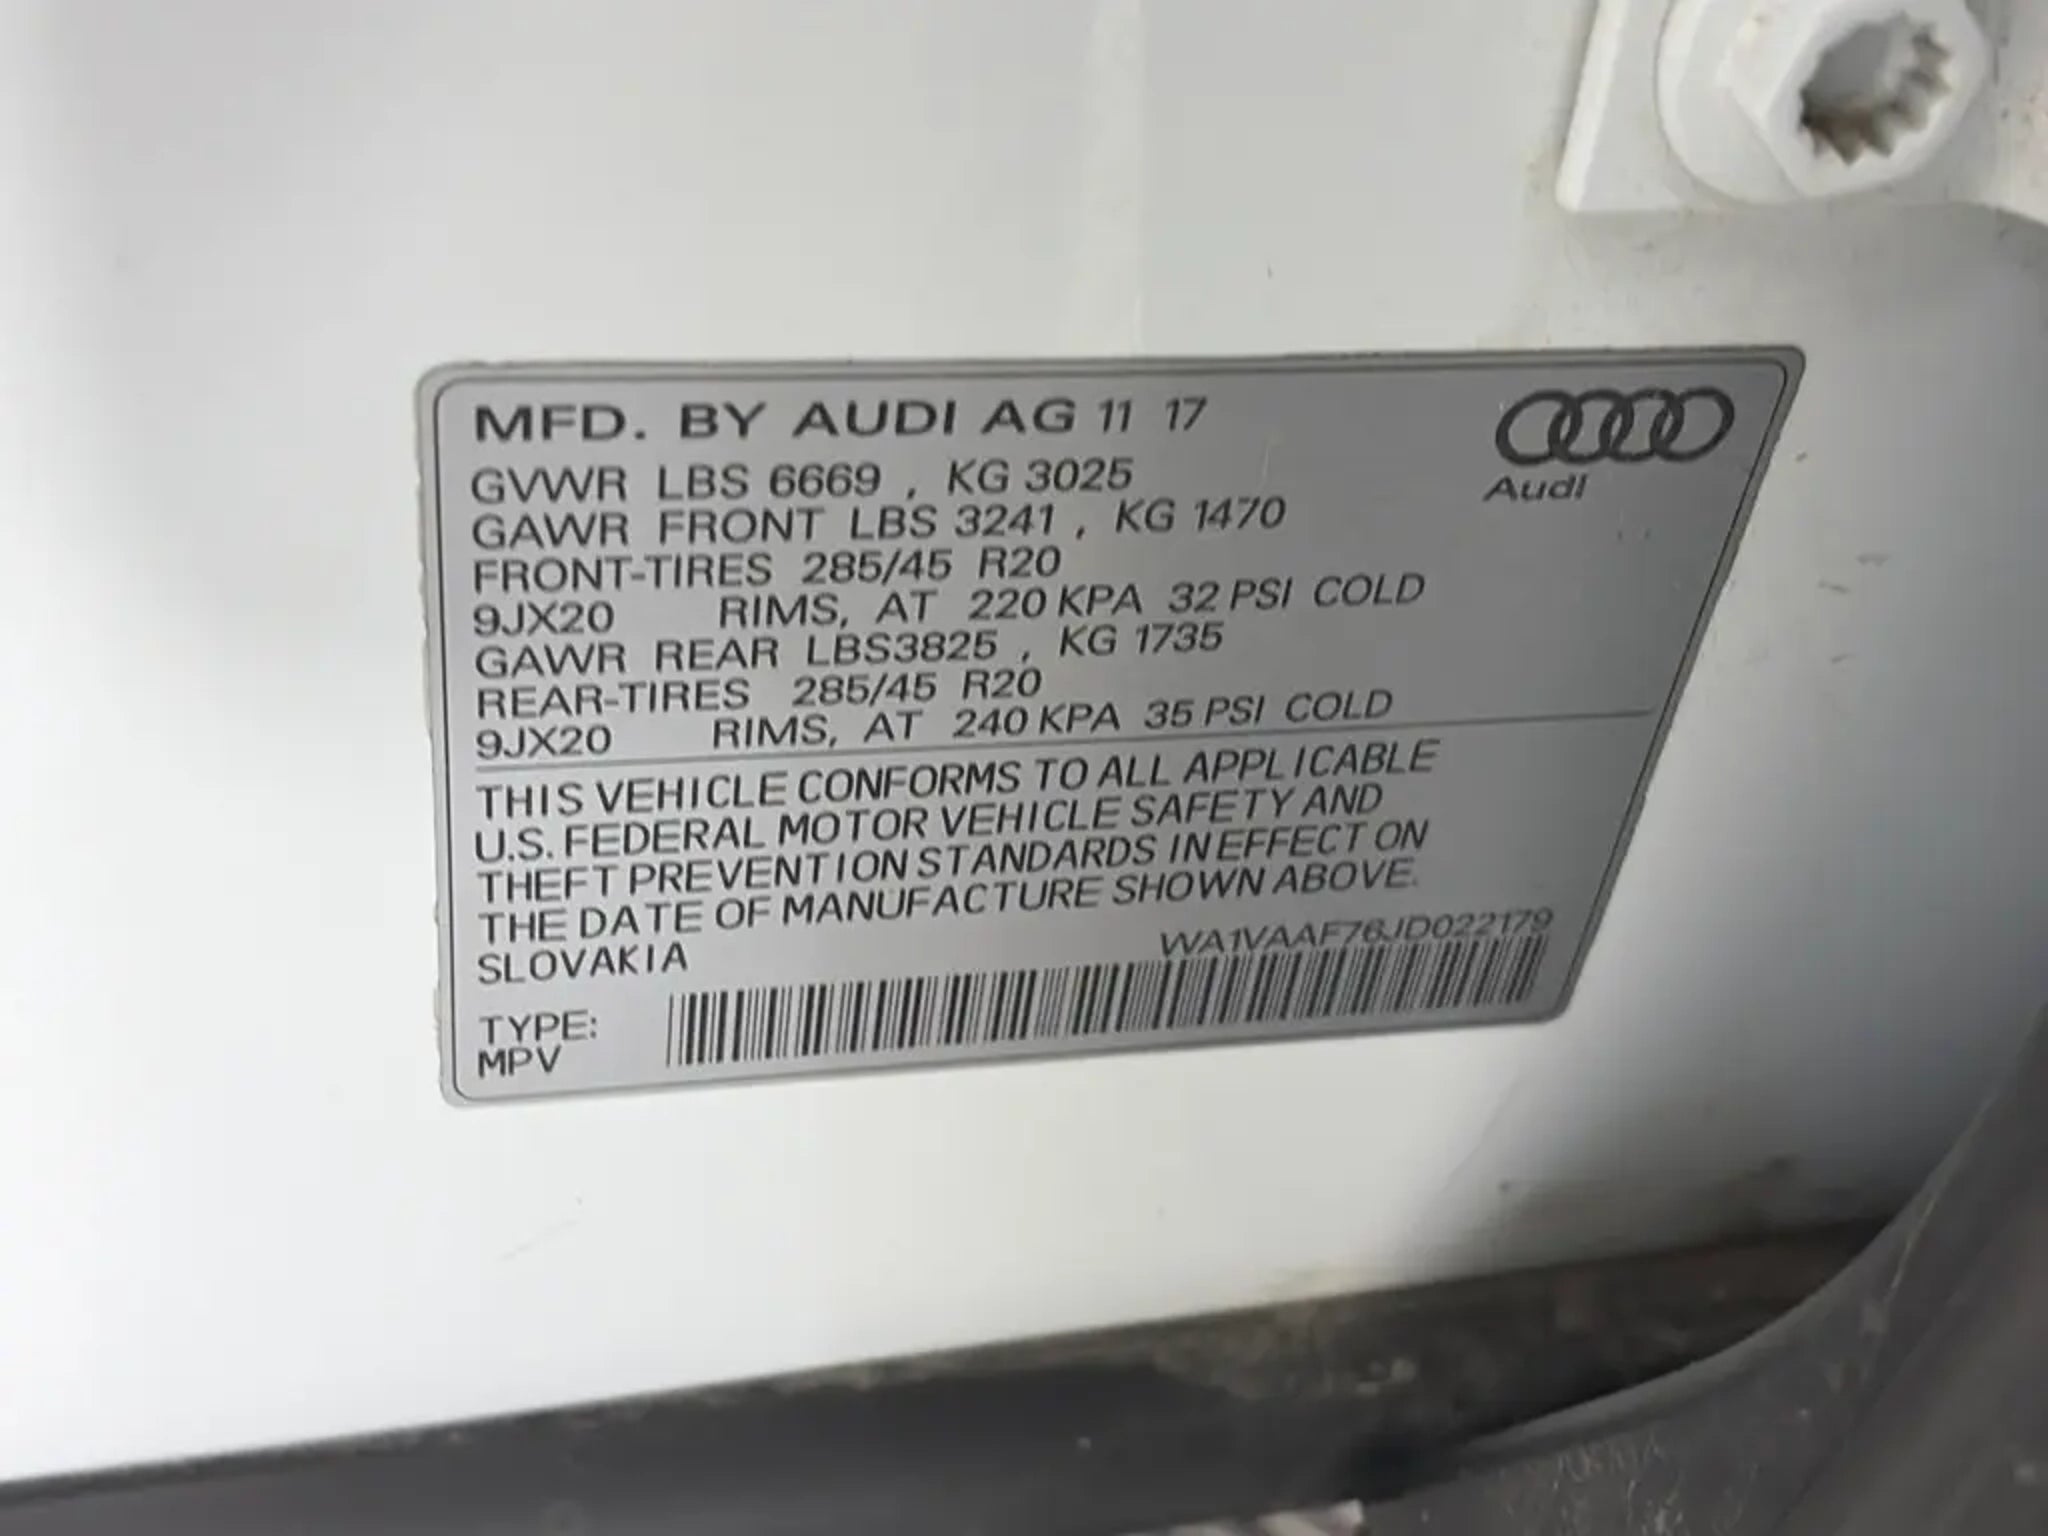 MFD. BY AUDI AG 11 17
Audi
GVWR LBS 6669 , KG 3025
GAWR FRONT LBS 3241 , KG 1470
FRONT-TIRES 285/45 R20
9JX20 RIMS, AT 220 KPA 32 PSI COLD
GAWR REAR LBS3825 , KG 1735
REAR-TIRES 285/45 R20
9JX20 RIMS, AT 240 KPA 35 PSI COLD
THIS VEHICLE CONFORMS TO ALL APPLICABLE
U.S. FEDERAL MOTOR VEHICLE SAFETY AND
THEFT PREVENTION STANDARDS IN EFFECT ON
THE DATE OF MANUFACTURE SHOWN ABOVE.
SLOVAKIA WA1VAAF76JD022179
TYPE:
MPV